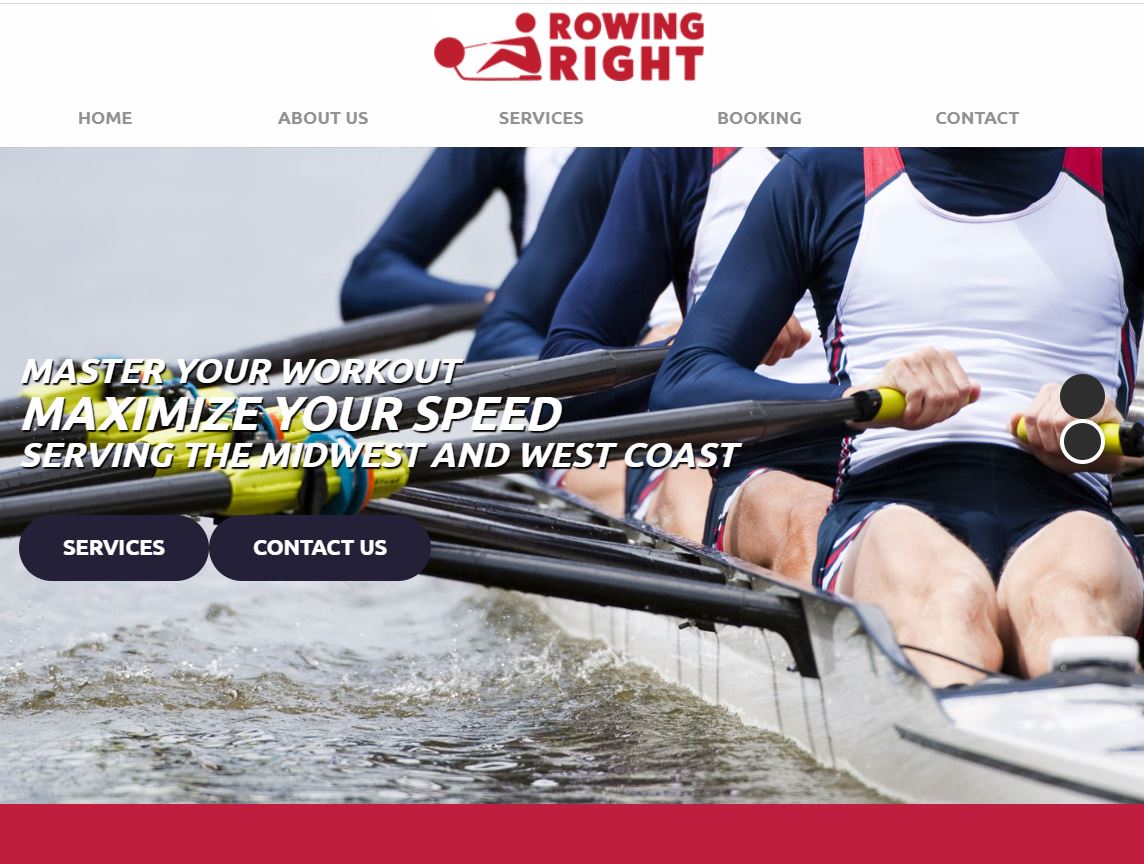 ROWING
RIGHT
HOME ABOUT US SERVICES BOOKING CONTACT
MASTER YOUR WORKOUT
MAXIMIZE YOUR SPEED
SERVING THE MIDWEST AND WEST COAST
SERVICES CONTACT US